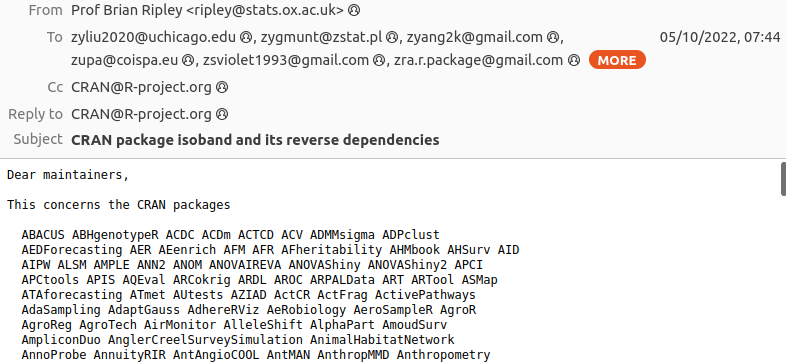 From Prof Brian Ripley <ripley@stats.ox.ac.uk>
To zyliu2020@uchicago.edu, zygmunt@zstat.pl, zyang2k@gmail.com, 05/10/2022, 07:44
zupa@coispa.eu, zsviolet1993@gmail.com, zra.r.package@gmail.com MORE
Cc CRAN@R-project.org
Reply to CRAN@R-project.org
Subject CRAN package isoband and its reverse dependencies
Dear maintainers,
This concerns the CRAN packages
ABACUS ABHgenotypeR ACDC ACDm ACTCD ACV ADMMsigma ADPclust
AEDForecasting AER AEenrich AFM AFR AFheritability AHMbook AHSurv AID
AIPW ALSM AMPLE ANN2 ANOM ANOVAIREVA ANOVAShiny ANOVAShiny2 APCI
APCtools APIS AQEval ARCokrig ARDL AROC ARPALData ART ARTool ASMap
ATAforecasting ATmet AUtests AZIAD ActCR ActFrag ActivePathways
AdaSampling AdaptGauss AdhereRViz AeRobiology AeroSampleR AgroR
AgroReg AgroTech AirMonitor AlleleShift AlphaPart AmoudSurv
AmpliconDuo AnglerCreelSurveySimulation AnimalHabitatNetwork
AnnoProbe AnnuityRIR AntAngioCOOL AntMAN AnthropMMD Anthropometry